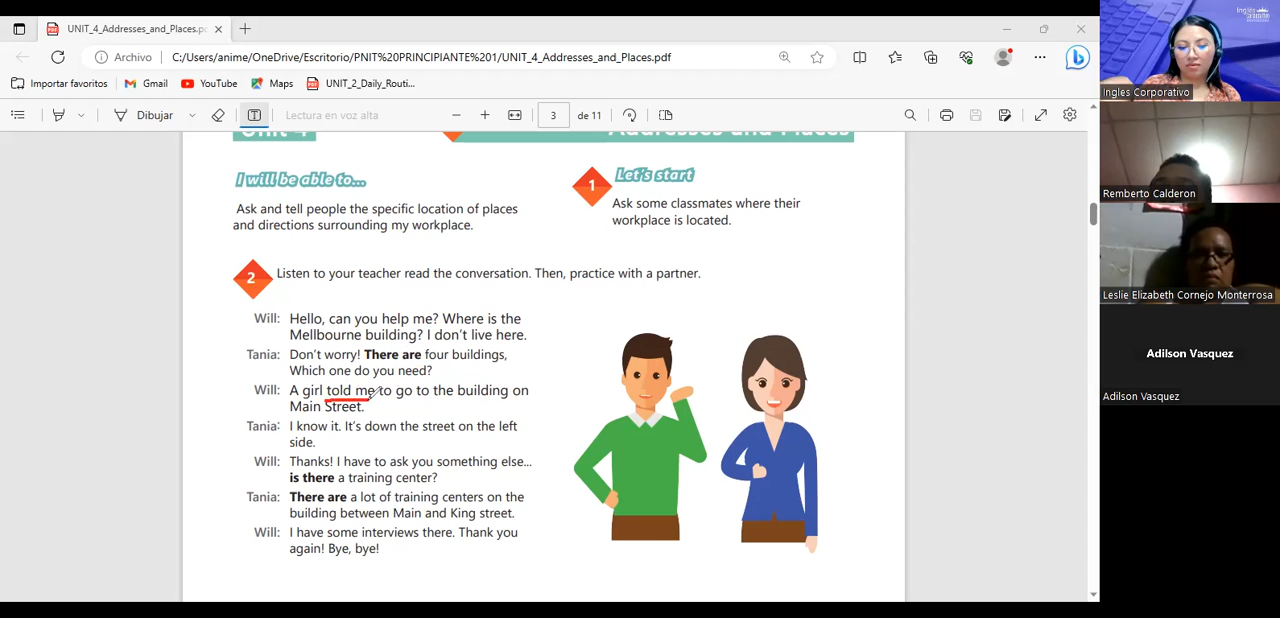 UNIT_4_Addresses_and_Places.pd
Archivo
C:/Users/anime/OneDrive/Escritorio/PNIT%20PRINCIPIANTE%201/UNIT_4_Addresses_and_Places.pdf
Importar favoritos
Gmail
YouTube
Maps
UNIT_2_Daily_Routi...
Dibujar
Lectura en voz alta
3
de 11
Unit 4
Addresses and Places
I will be able to...
Ask and tell people the specific location of places
and directions surrounding my workplace.
1
Let's start
Ask some classmates where their
workplace is located.
2
Listen to your teacher read the conversation. Then, practice with a partner.
Will: Hello, can you help me? Where is the
Mellbourne building? I don't live here.
Tania: Don't worry! There are four buildings,
Which one do you need?
Will: A girl told me to go to the building on
Main Street.
Tania: I know it. It's down the street on the left
side.
Will: Thanks! I have to ask you something else...
is there a training center?
Tania: There are a lot of training centers on the
building between Main and King street.
Will: I have some interviews there. Thank you
again! Bye, bye!
Ingles Corporativo
Remberto Calderon
Leslie Elizabeth Cornejo Monterrosa
Adilson Vasquez
Adilson Vasquez